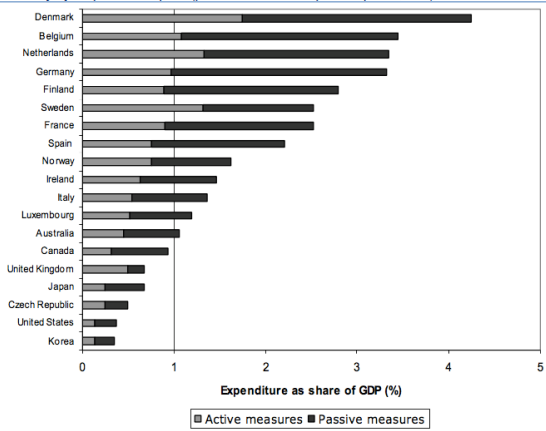 Denmark
Belgium
Netherlands
Germany
Finland
Sweden
France
Spain
Norway
Ireland
Italy
Luxembourg
Australia
Canada
United Kingdom
Japan
Czech Republic
United States
Korea
0 1 2 3 4 5
Expenditure as share of GDP (%)
Active measures Passive measures